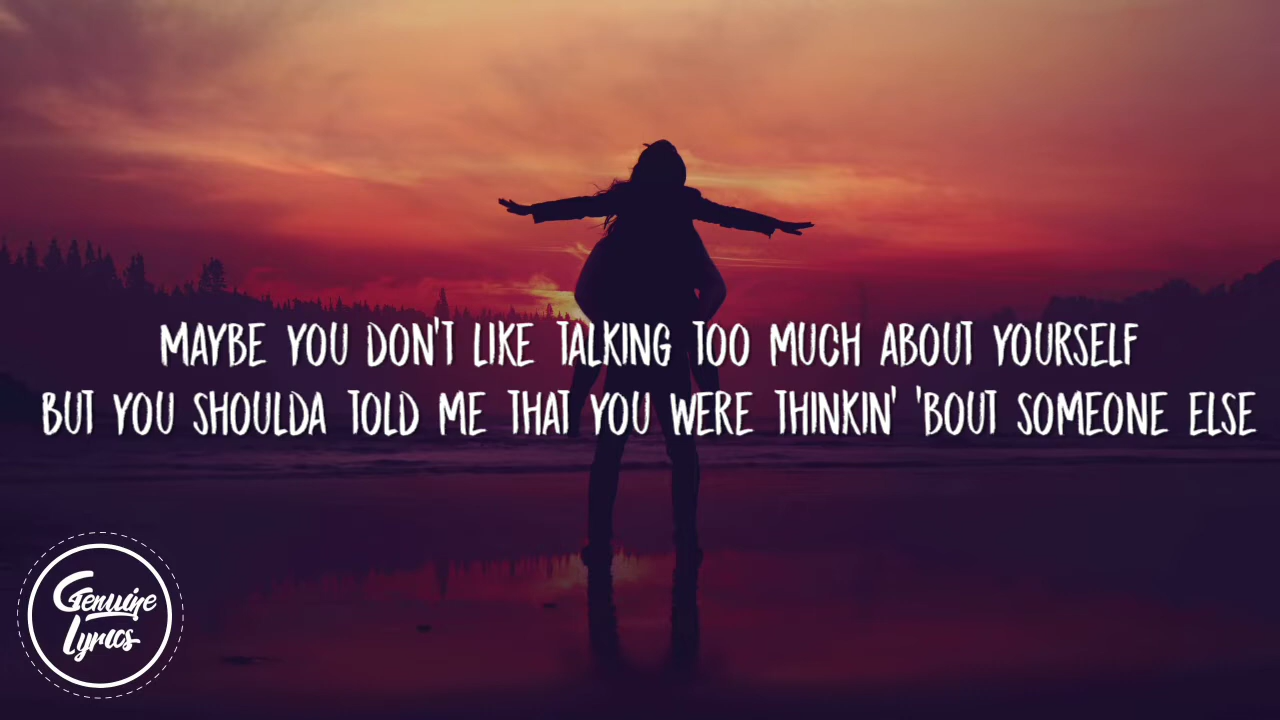 MAYBE YOU DON'T LIKE TALKING TOO MUCH ABOUT YOURSELF
BUT YOU SHOULDA TOLD ME THAT YOU WERE THINKIN' 'BOUT SOMEONE ELSE
Genuine
Lyrics